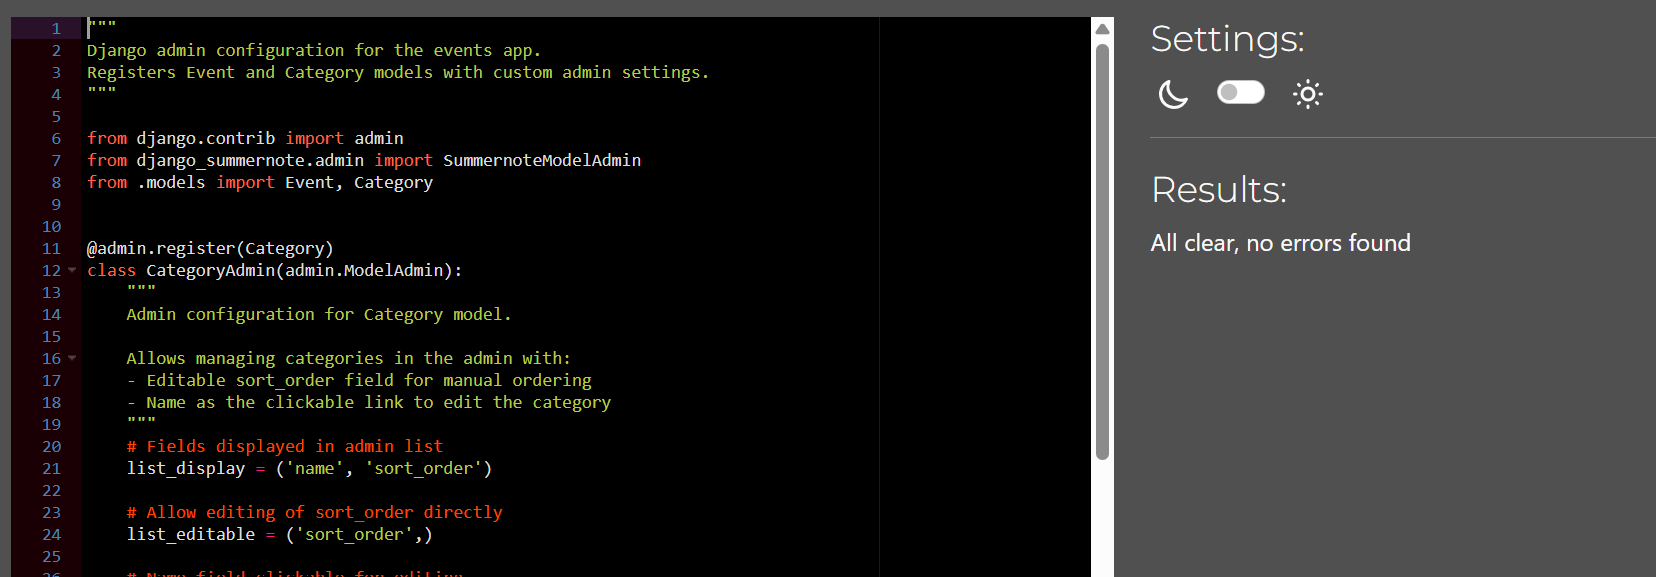 1 """
2 Django admin configuration for the events app.
3 Registers Event and Category models with custom admin settings.
4 """
5
6 from django.contrib import admin
7 from django_summernote.admin import SummernoteModelAdmin
8 from .models import Event, Category
9
10
11 @admin.register(Category)
12 class CategoryAdmin(admin.ModelAdmin):
13     """
14     Admin configuration for Category model.
15
16     Allows managing categories in the admin with:
17     - Editable sort_order field for manual ordering
18     - Name as the clickable link to edit the category
19     """
20     # Fields displayed in admin list
21     list_display = ('name', 'sort_order')
22
23     # Allow editing of sort_order directly
24     list_editable = ('sort_order',)
25
26     # Name field clickable for editing
Settings:
Results:
All clear, no errors found